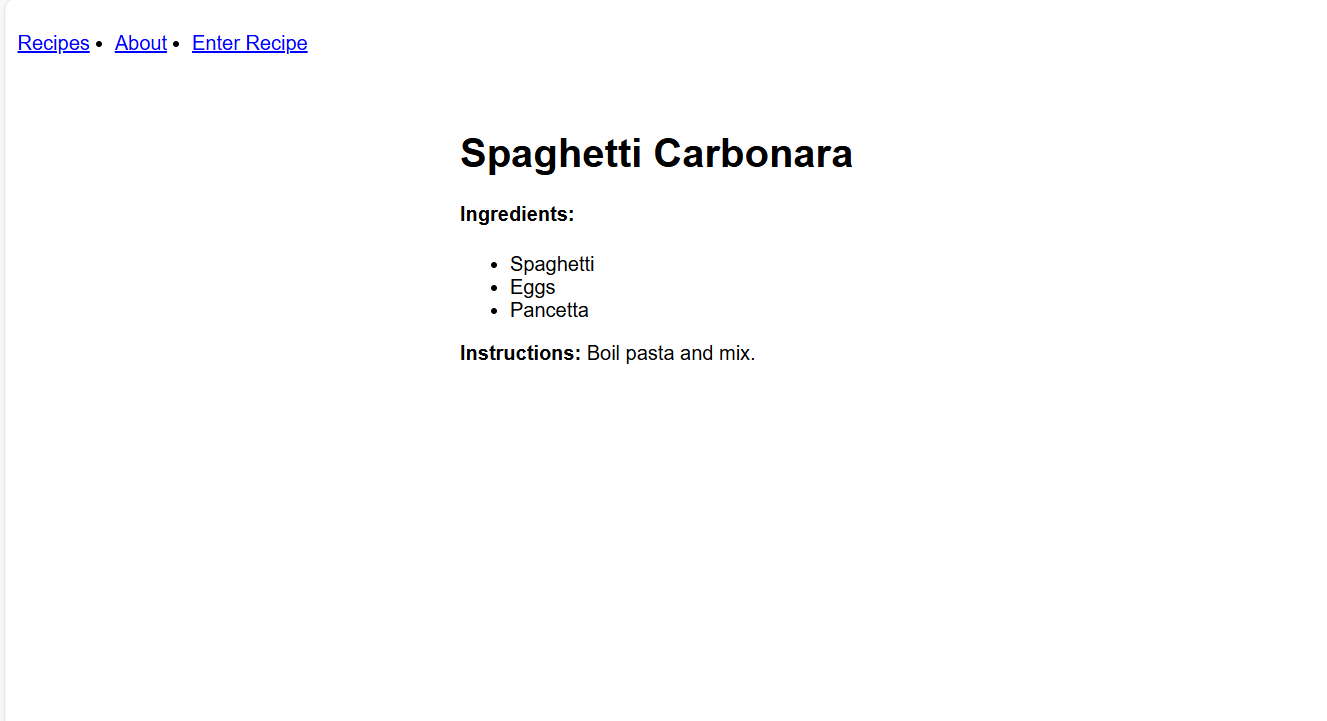 Recipes • About • Enter Recipe
Spaghetti Carbonara
Ingredients:
• Spaghetti
• Eggs
• Pancetta
Instructions: Boil pasta and mix.